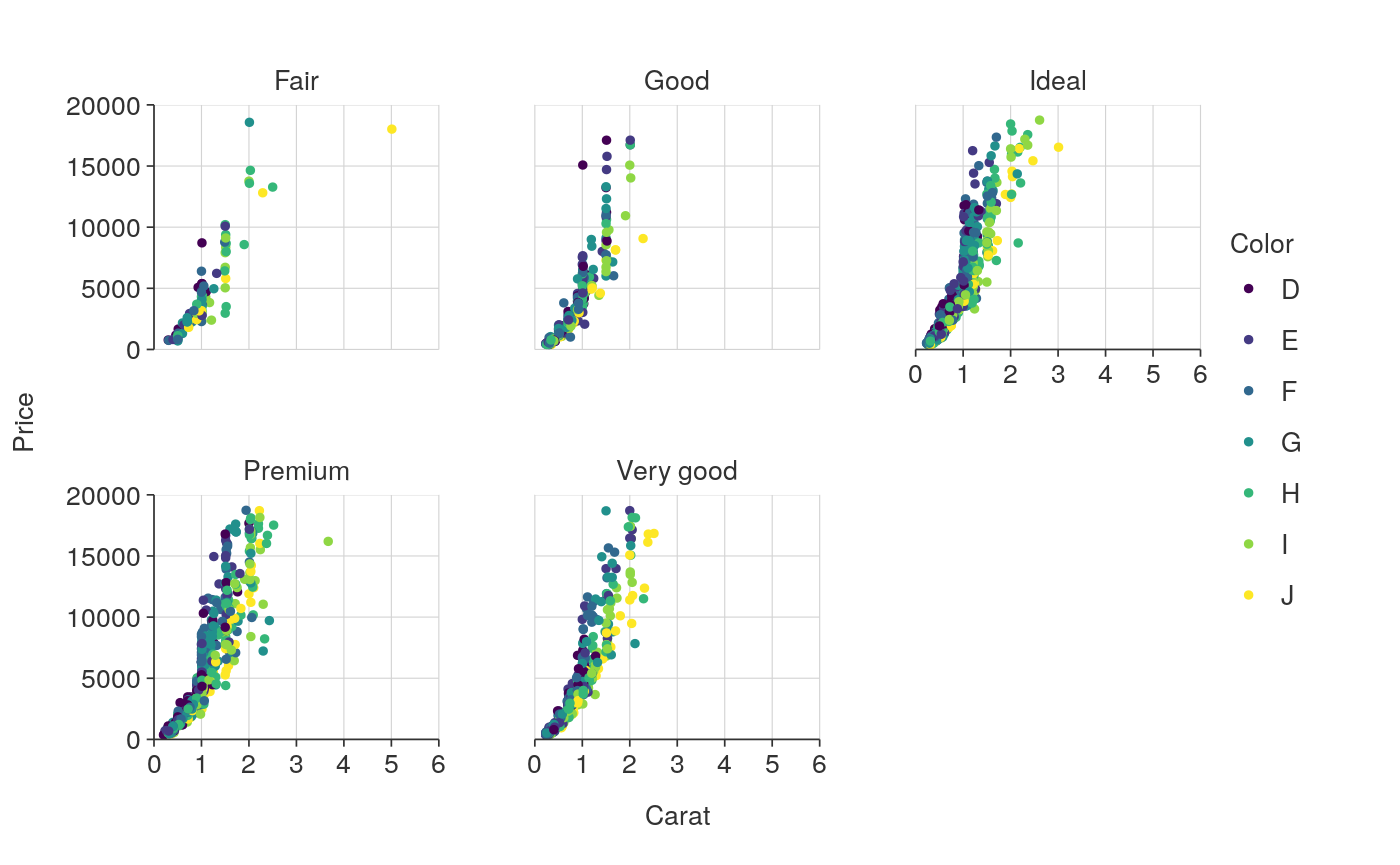 Fair
Good
Ideal
20000
15000
10000
5000
0
0 1 2 3 4 5 6
Price
Premium
Very good
20000
15000
10000
5000
0
0 1 2 3 4 5 6
0 1 2 3 4 5 6
Carat
Color
D
E
F
G
H
I
J